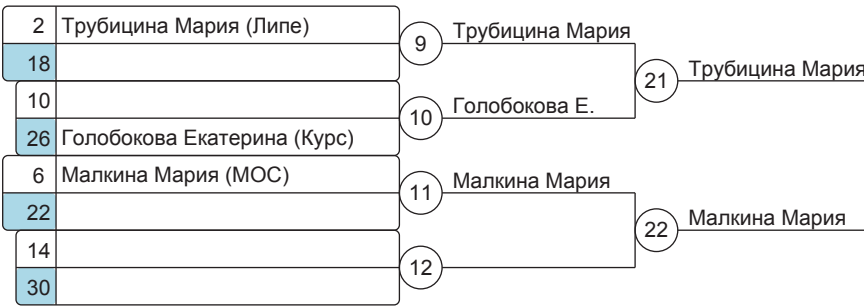 2 Трубицина Мария (Липе)
18
9 Трубицина Мария
10
26 Голобокова Екатерина (Курс)
10 Голобокова Е.
21 Трубицина Мария
6 Малкина Мария (МОС)
22
11 Малкина Мария
14
30
12
22 Малкина Мария